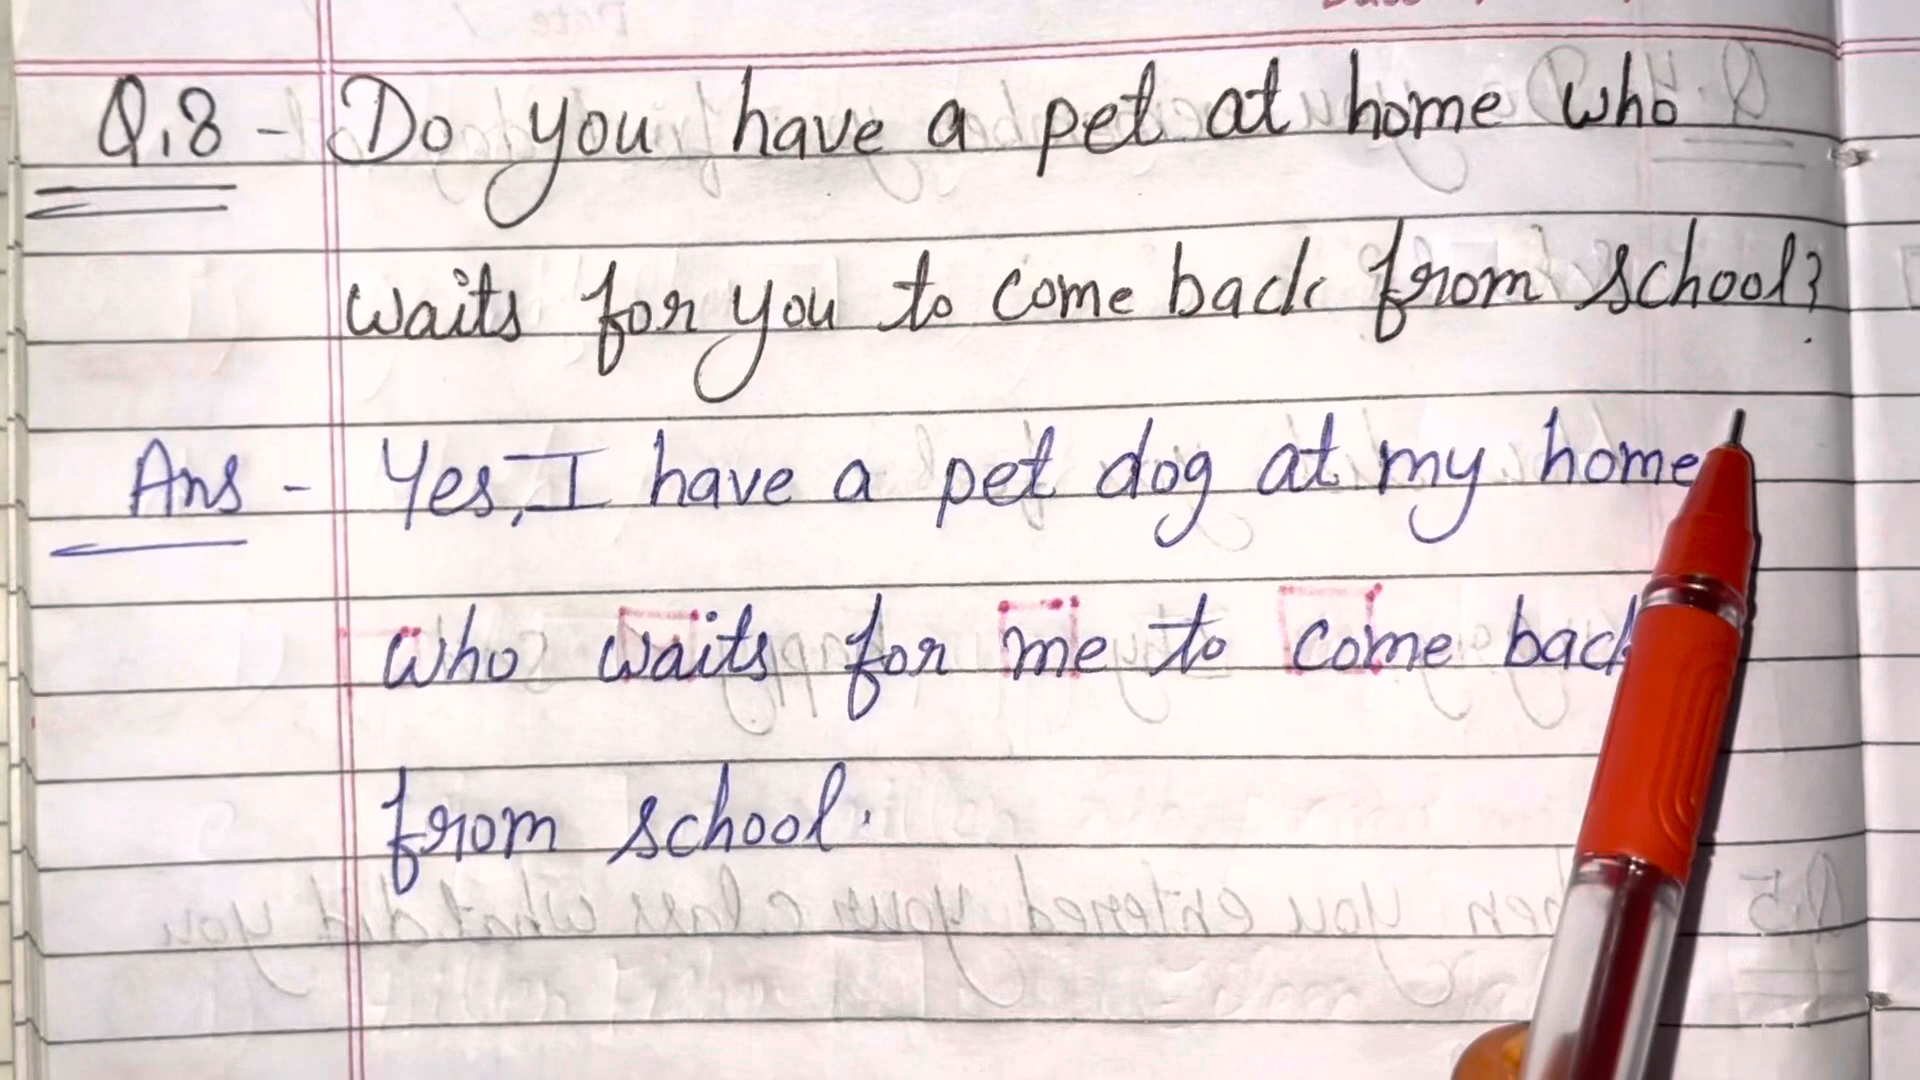 Q.8 - Do you have a pet at home who
waits for you to come back from school?
Ans - Yes, I have a pet dog at my home
who waits for me to come back
from school.